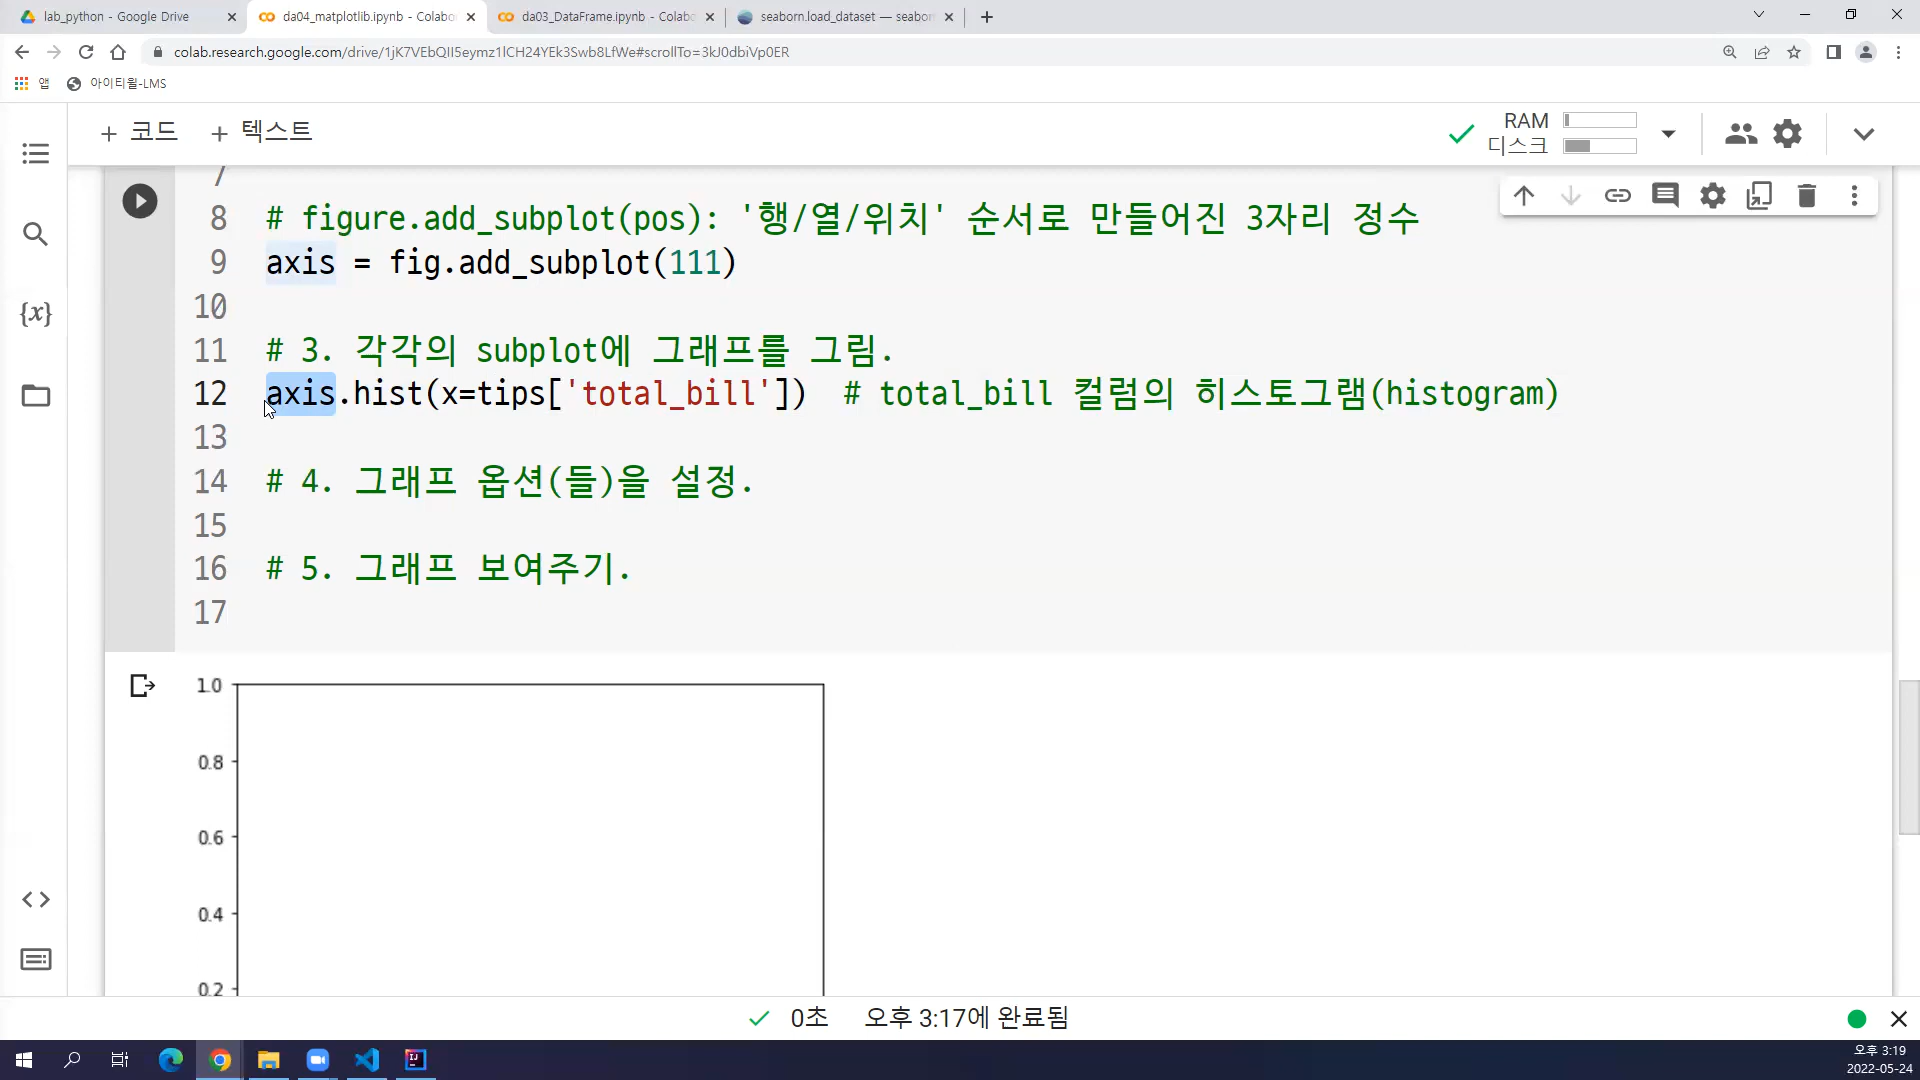 lab_python - Google Drive
da04_matplotlib.ipynb - Colabo
da03_DataFrame.ipynb - Colabo
seaborn.load_dataset — seaborn
colab.research.google.com/drive/1jK7VEbQII5eymz1lCH24YEk3Swb8LfWe#scrollTo=3kJ0dbiVp0ER
앱
아이티윌-LMS
+ 코드 + 텍스트
RAM
디스크
7
8 # figure.add_subplot(pos): '행/열/위치' 순서로 만들어진 3자리 정수
9 axis = fig.add_subplot(111)
10
11 # 3. 각각의 subplot에 그래프를 그림.
12 axis.hist(x=tips['total_bill']) # total_bill 컬럼의 히스토그램(histogram)
13
14 # 4. 그래프 옵션(들)을 설정.
15
16 # 5. 그래프 보여주기.
17
{x}
1.0
0.8
0.6
0.4
0.2
0초 오후 3:17에 완료됨
오후 3:19
2022-05-24